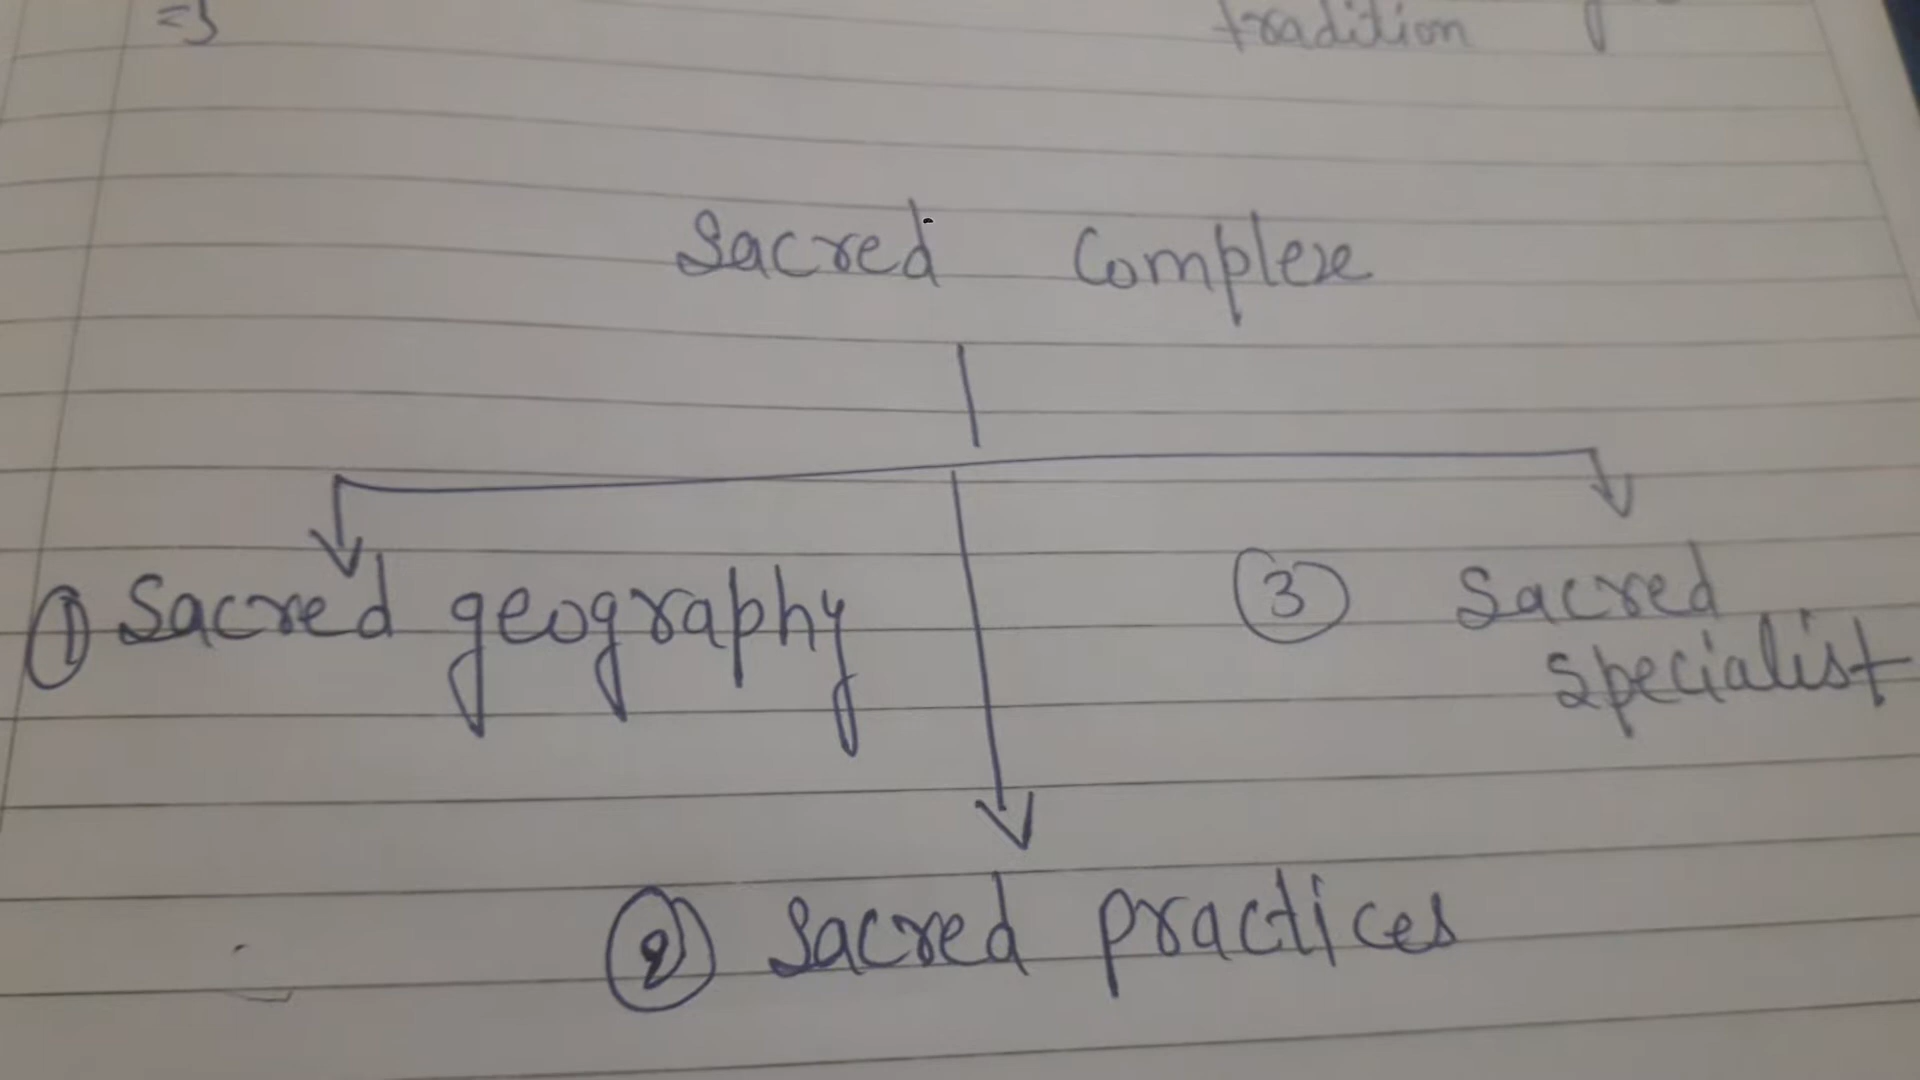 tradition
Sacred Complex
① Sacred geography
③ Sacred
specialist
② Sacred practices